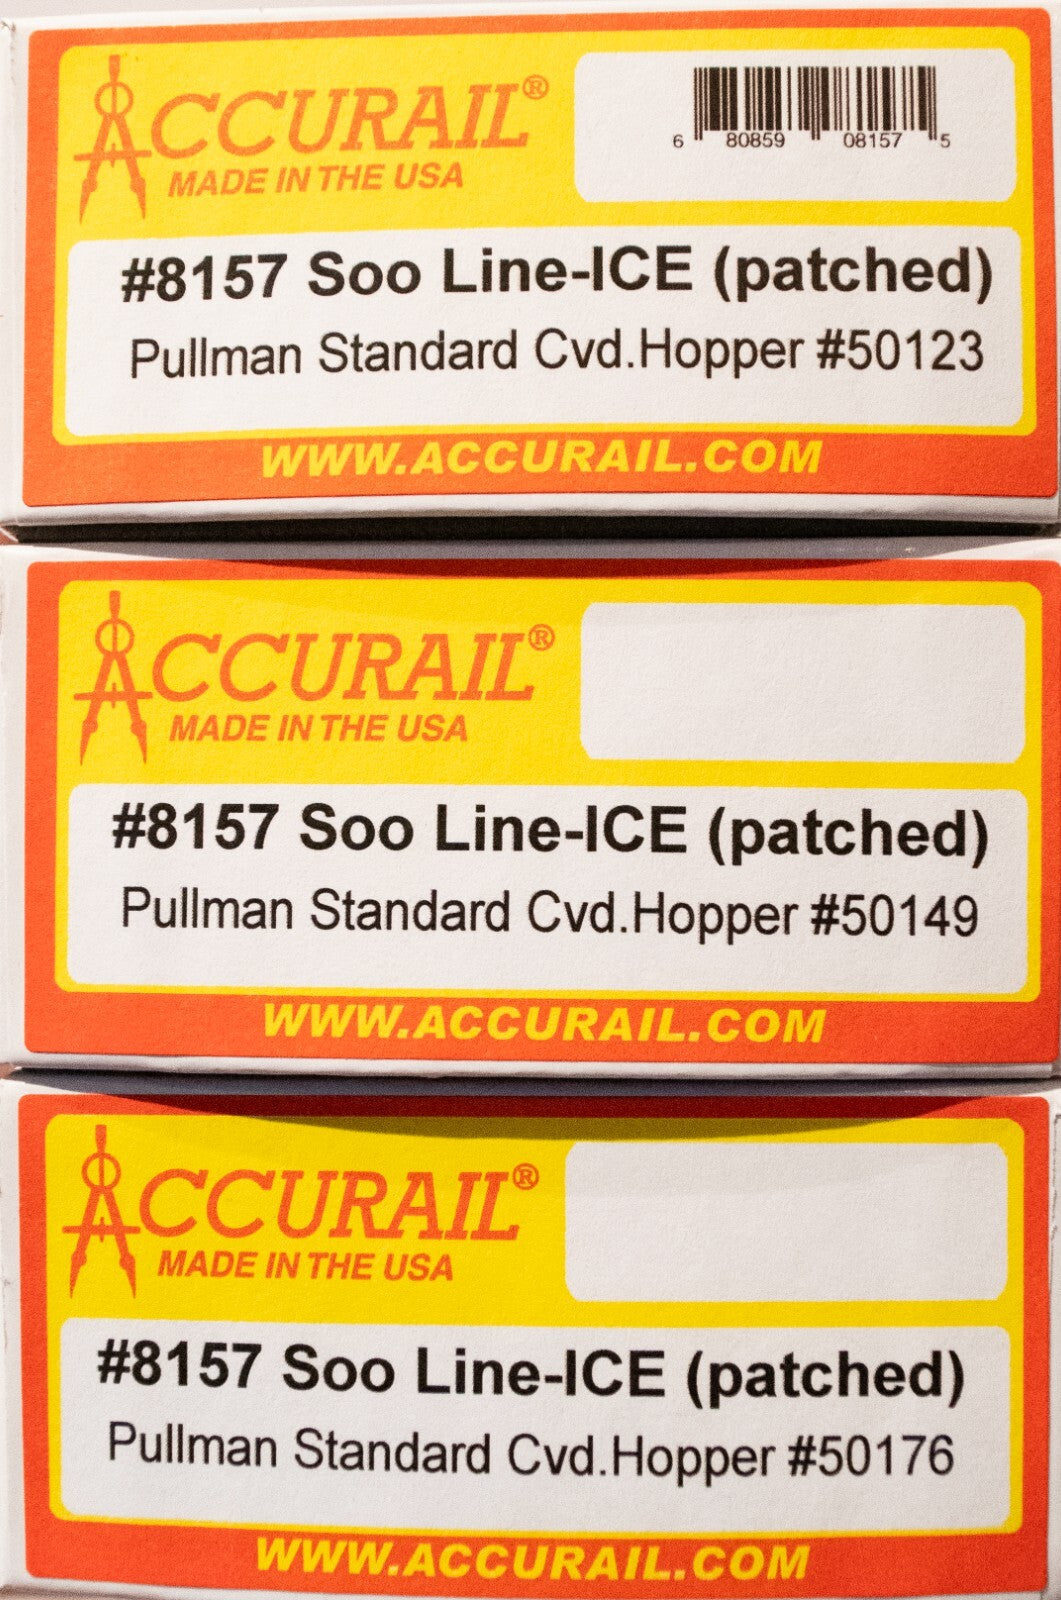 ACCURAIL®
MADE IN THE USA
6 80859 08157 5
#8157 Soo Line-ICE (patched)
Pullman Standard Cvd.Hopper #50123
WWW.ACCURAIL.COM
ACCURAIL®
MADE IN THE USA
#8157 Soo Line-ICE (patched)
Pullman Standard Cvd.Hopper #50149
WWW.ACCURAIL.COM
ACCURAIL®
MADE IN THE USA
#8157 Soo Line-ICE (patched)
Pullman Standard Cvd.Hopper #50176
WWW.ACCURAIL.COM